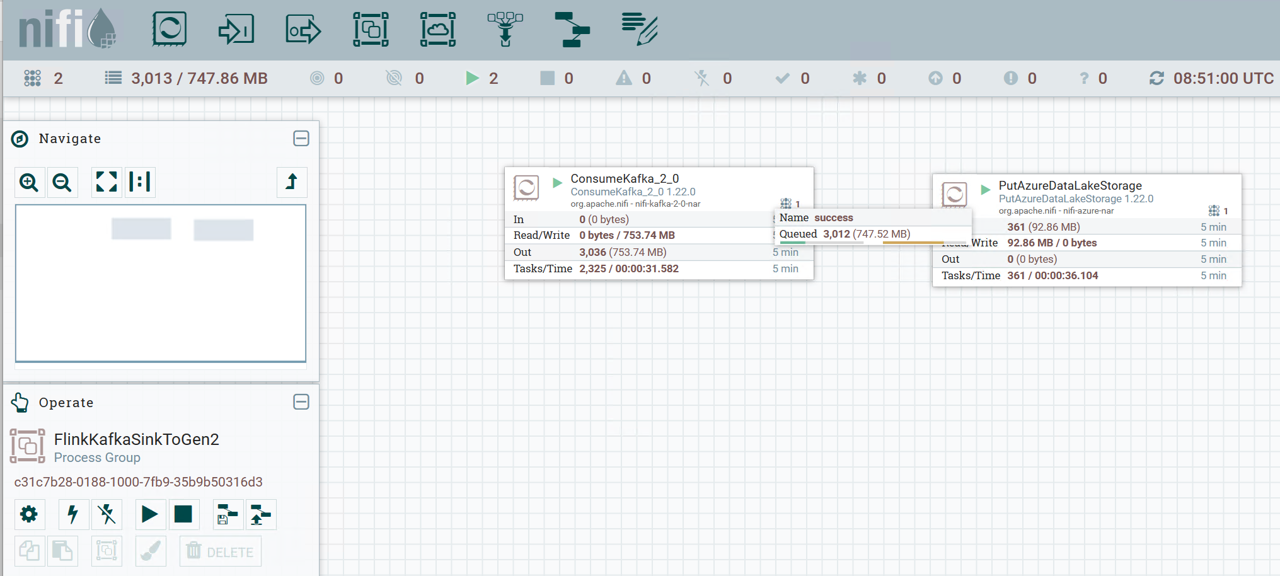 nifi
2 3,013 / 747.86 MB 0 0 2 0 0 0 0 0 0 0 ? 0 08:51:00 UTC
Navigate
Operate
FlinkKafkaSinkToGen2
Process Group
c31c7b28-0188-1000-7fb9-35b9b50316d3
DELETE
ConsumeKafka_2_0
ConsumeKafka_2_0 1.22.0
org.apache.nifi - nifi-kafka-2-0-nar
1
In 0 (0 bytes)
Read/Write 0 bytes / 753.74 MB
Out 3,036 (753.74 MB) 5 min
Tasks/Time 2,325 / 00:00:31.582 5 min
Name success
Queued 3,012 (747.52 MB)
PutAzureDataLakeStorage
PutAzureDataLakeStorage 1.22.0
org.apache.nifi - nifi-azure-nar
1
361 (92.86 MB) 5 min
Read/Write 92.86 MB / 0 bytes 5 min
Out 0 (0 bytes) 5 min
Tasks/Time 361 / 00:00:36.104 5 min